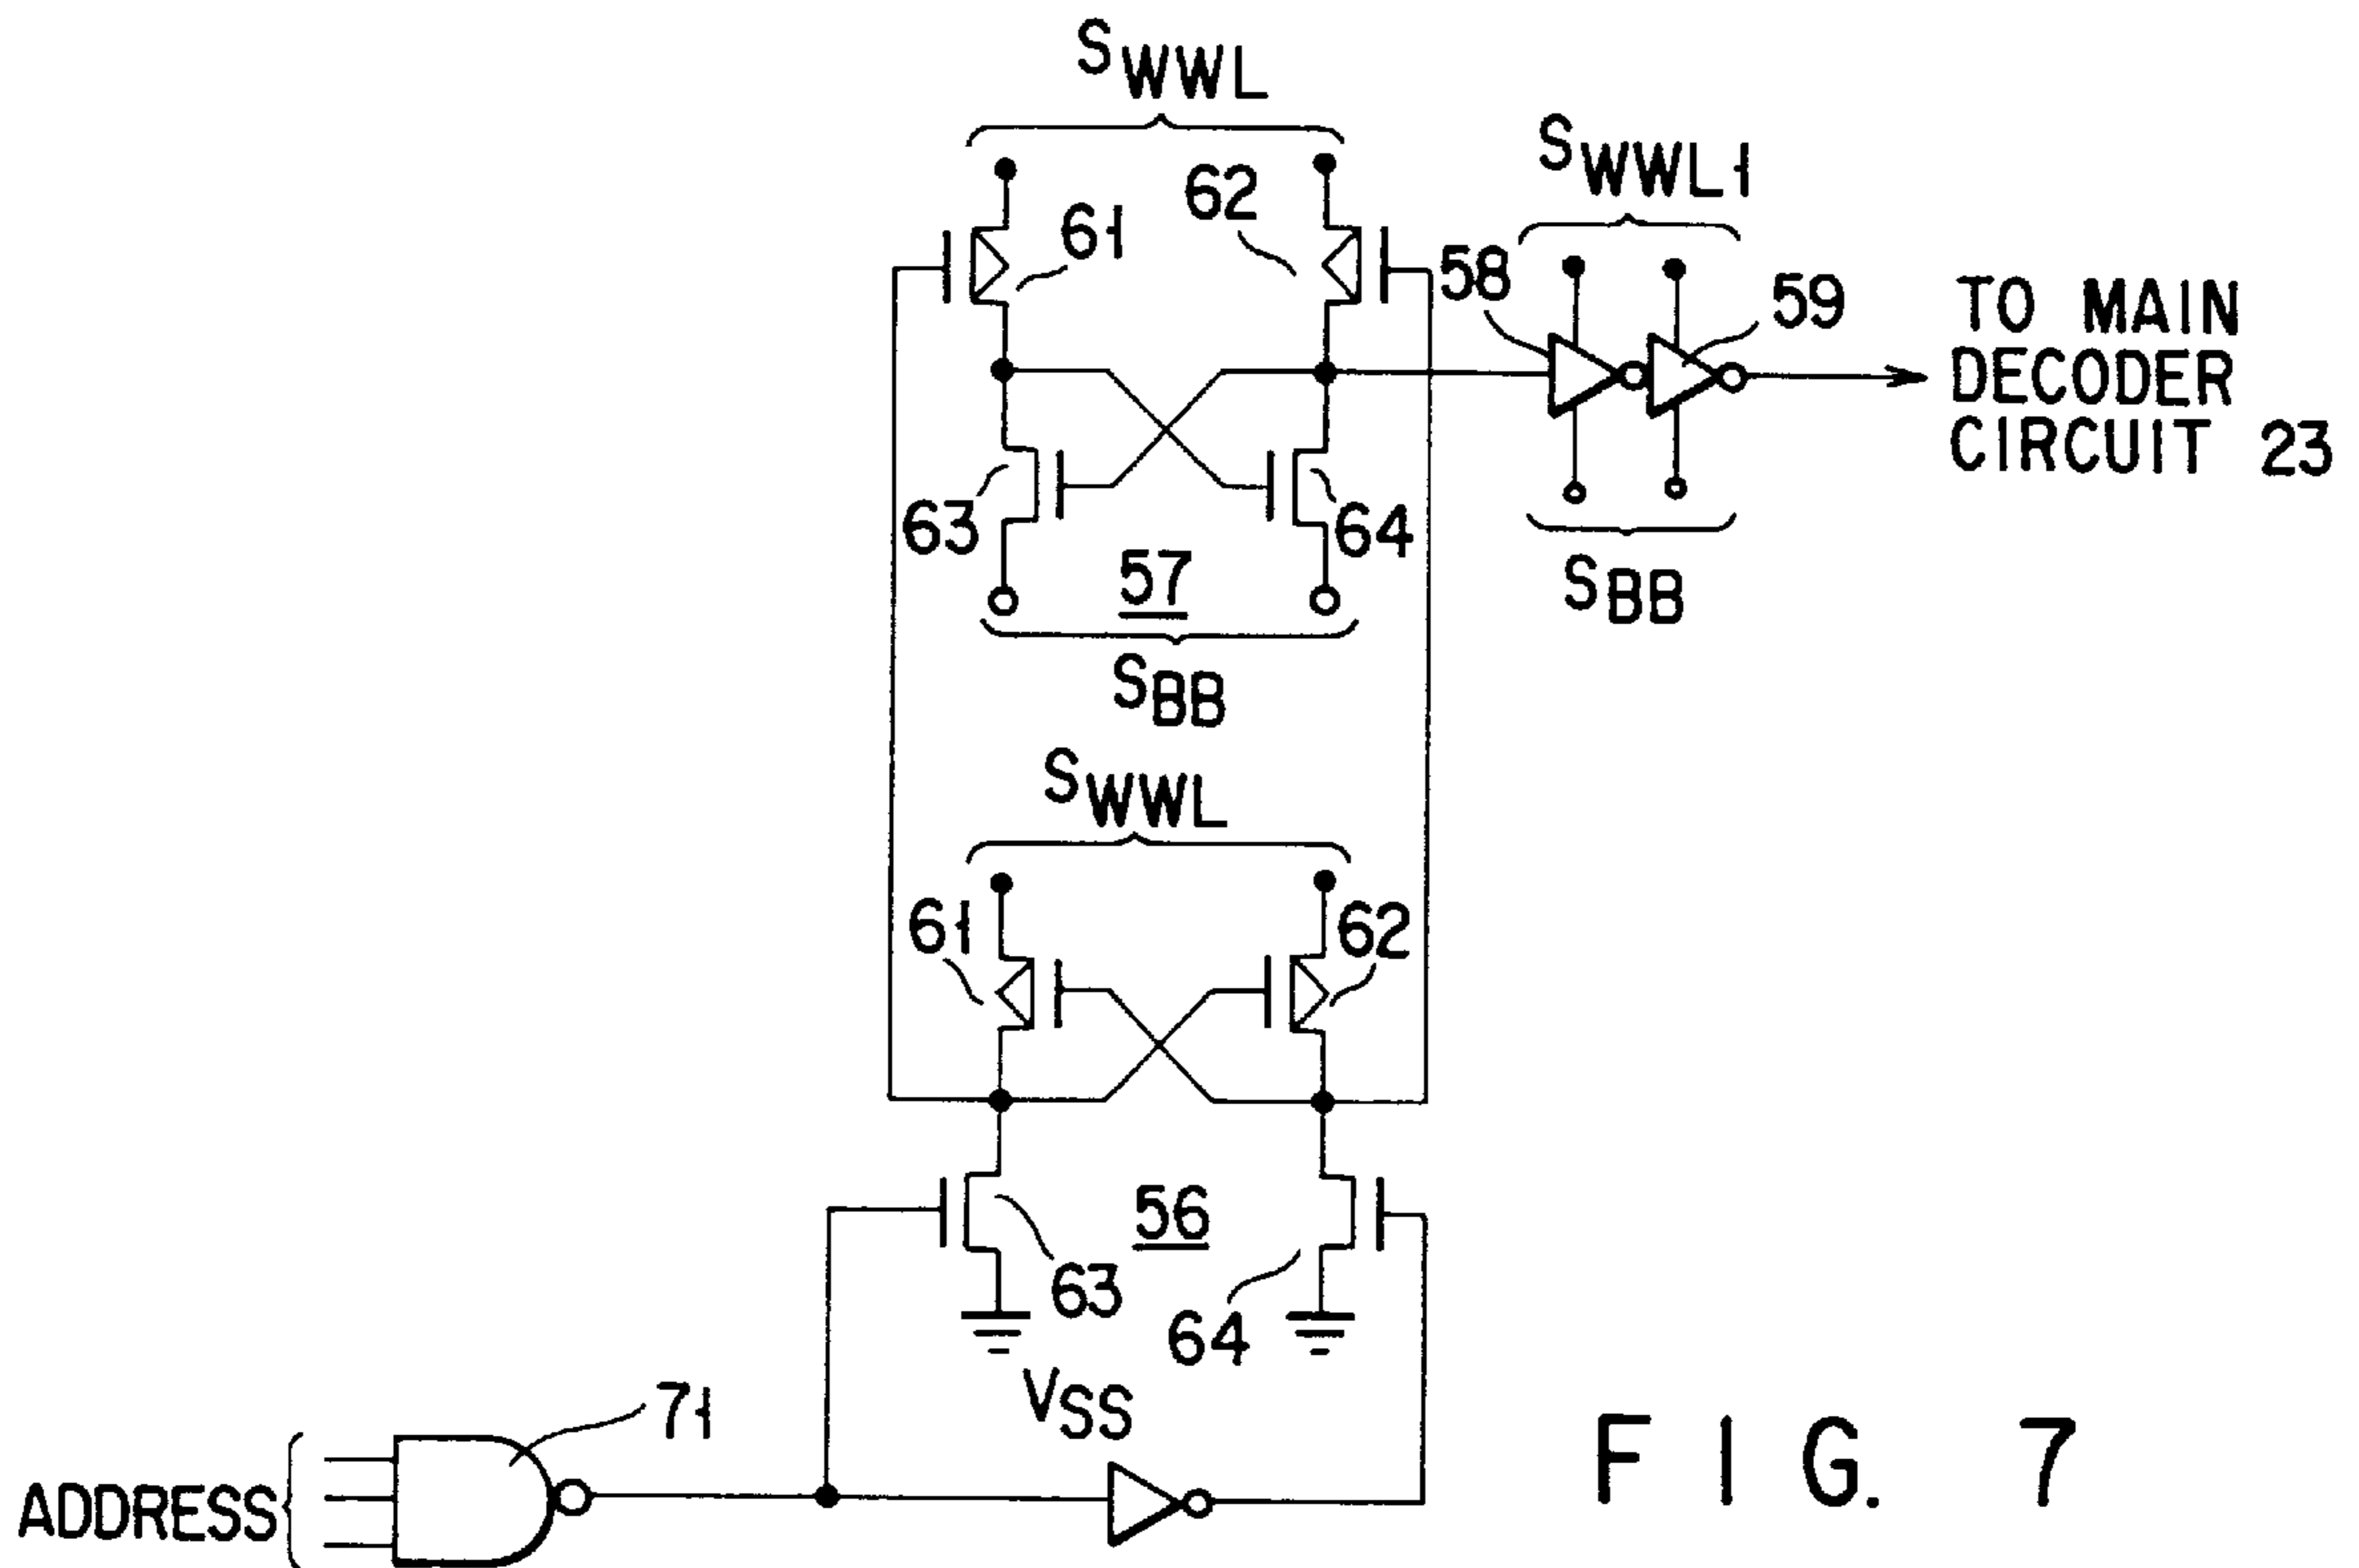 SWWL
62
SWWL1
61
58
59
TO MAIN
DECODER
CIRCUIT 23
63
57
64
SBB
SBB
SWWL
61
62
56
63
64
VSS
71
ADDRESS
FIG. 7